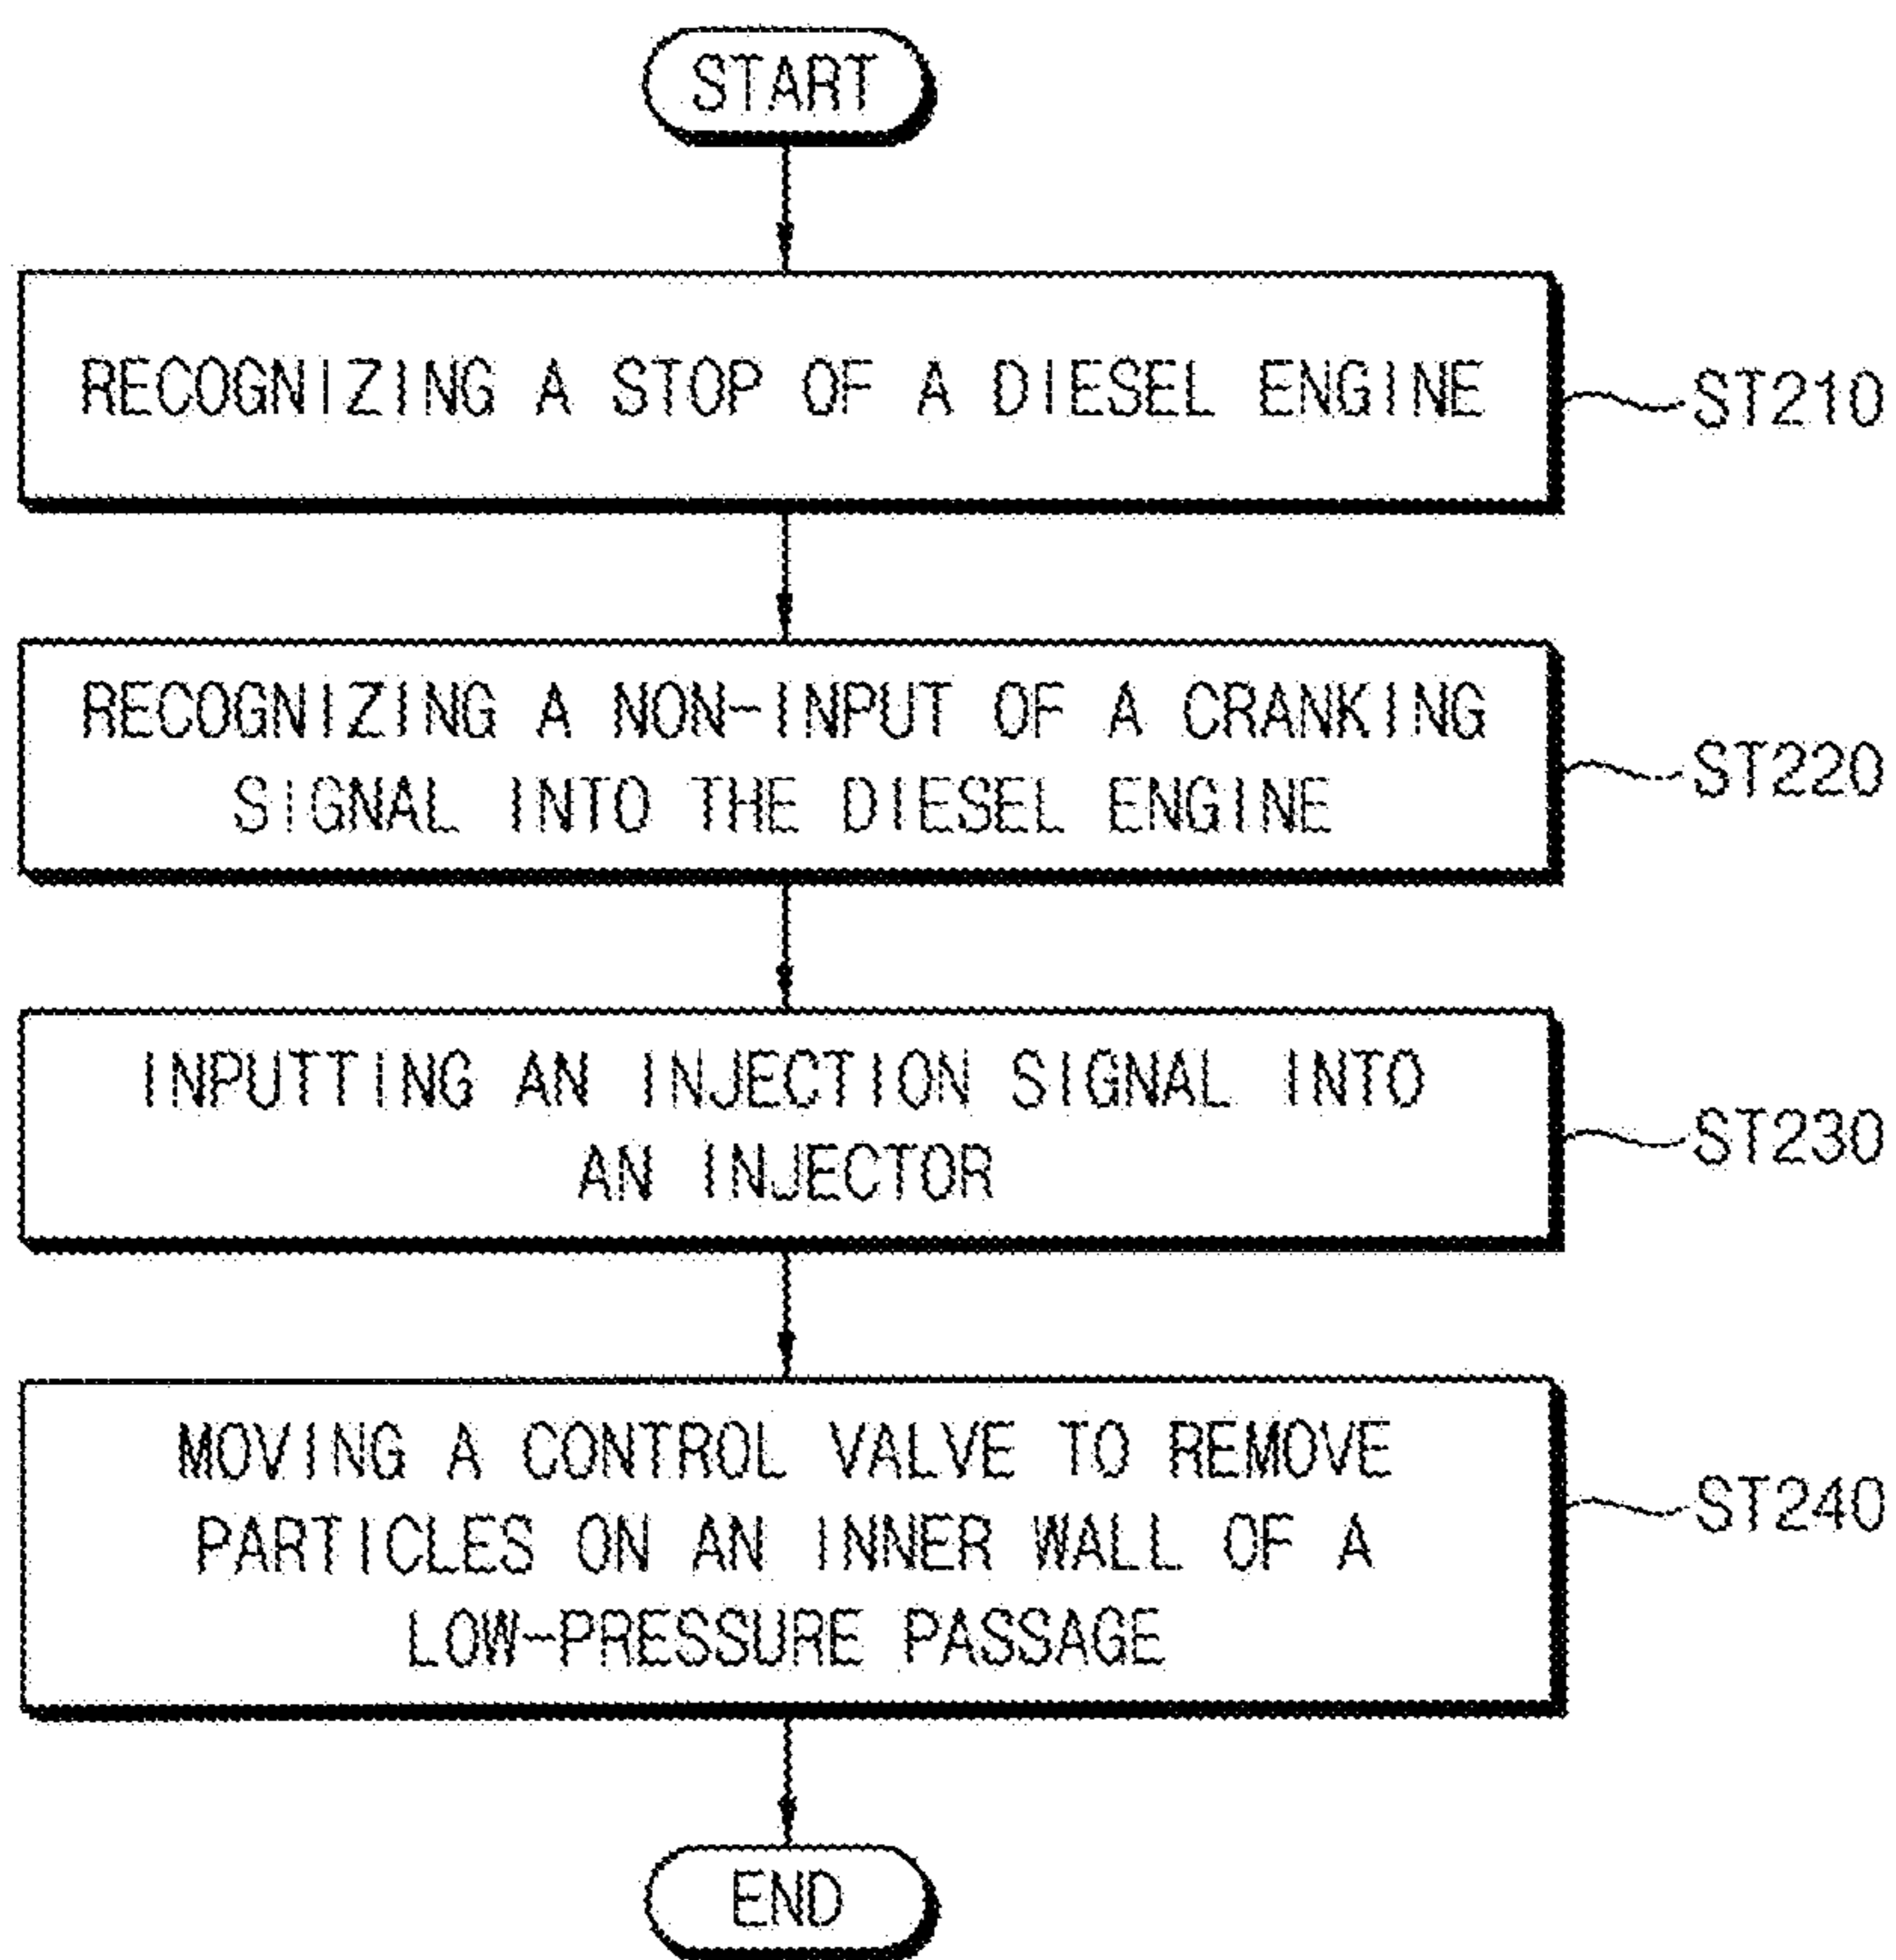 START
RECOGNIZING A STOP OF A DIESEL ENGINE
ST210
RECOGNIZING A NON-INPUT OF A CRANKING
SIGNAL INTO THE DIESEL ENGINE
ST220
INPUTTING AN INJECTION SIGNAL INTO
AN INJECTOR
ST230
MOVING A CONTROL VALVE TO REMOVE
PARTICLES ON AN INNER WALL OF A
LOW-PRESSURE PASSAGE
ST240
END